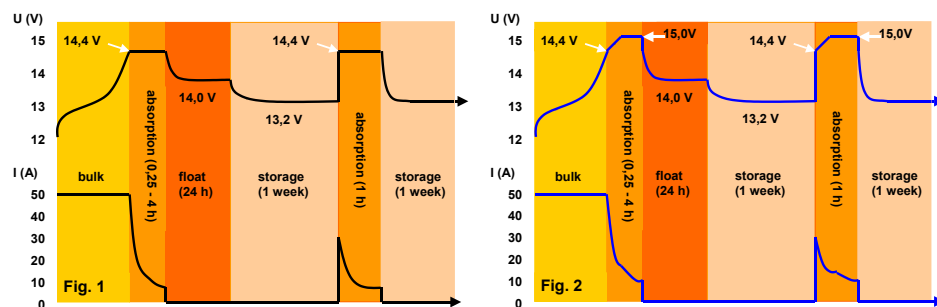 U (V)
15
14
13
12
14,4 V
14,0 V
13,2 V
14,4 V
I (A)
50
40
30
20
10
0
bulk
absorption (0,25 - 4 h)
float
(24 h)
storage
(1 week)
absorption (1 h)
storage
(1 week)
Fig. 1
U (V)
15
14
13
12
14,4 V
15,0V
14,0 V
13,2 V
14,4 V
15,0V
I (A)
50
40
30
20
10
0
bulk
absorption (0,25 - 4 h)
float
(24 h)
storage
(1 week)
absorption (1 h)
storage
(1 week)
Fig. 2